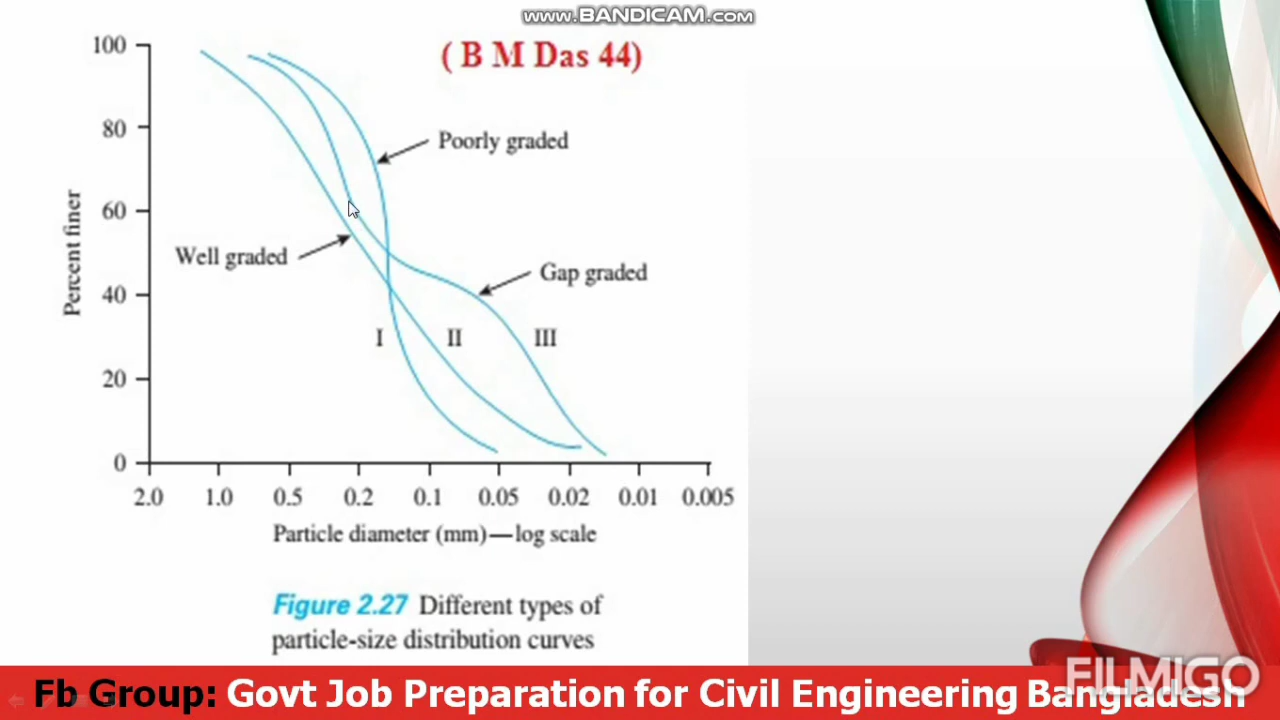 www.BANDICAM.com
( B M Das 44)
100
80
60
40
20
0
Percent finer
Poorly graded
Well graded
Gap graded
I
II
III
2.0 1.0 0.5 0.2 0.1 0.05 0.02 0.01 0.005
Particle diameter (mm)—log scale
Figure 2.27 Different types of
particle-size distribution curves
FILMIGO
Fb Group: Govt Job Preparation for Civil Engineering Bangladesh